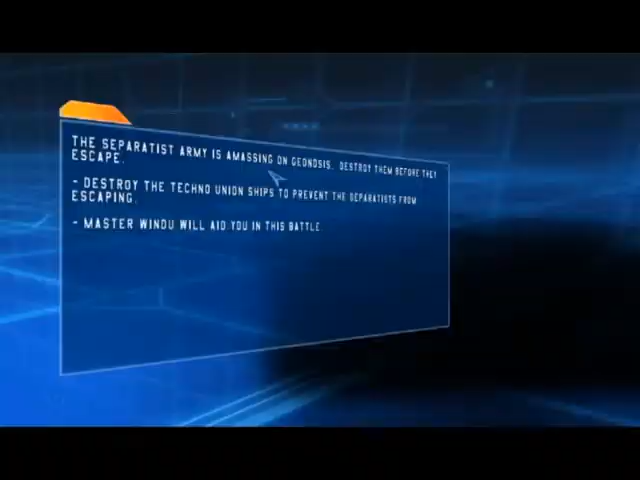 THE SEPARATIST ARMY IS AMASSING ON GEONOSIS. DESTROY THEM BEFORE THEY
ESCAPE.
- DESTROY THE TECHNO UNION SHIPS TO PREVENT THE SEPARATISTS FROM
ESCAPING.
- MASTER WINDU WILL AID YOU IN THIS BATTLE.